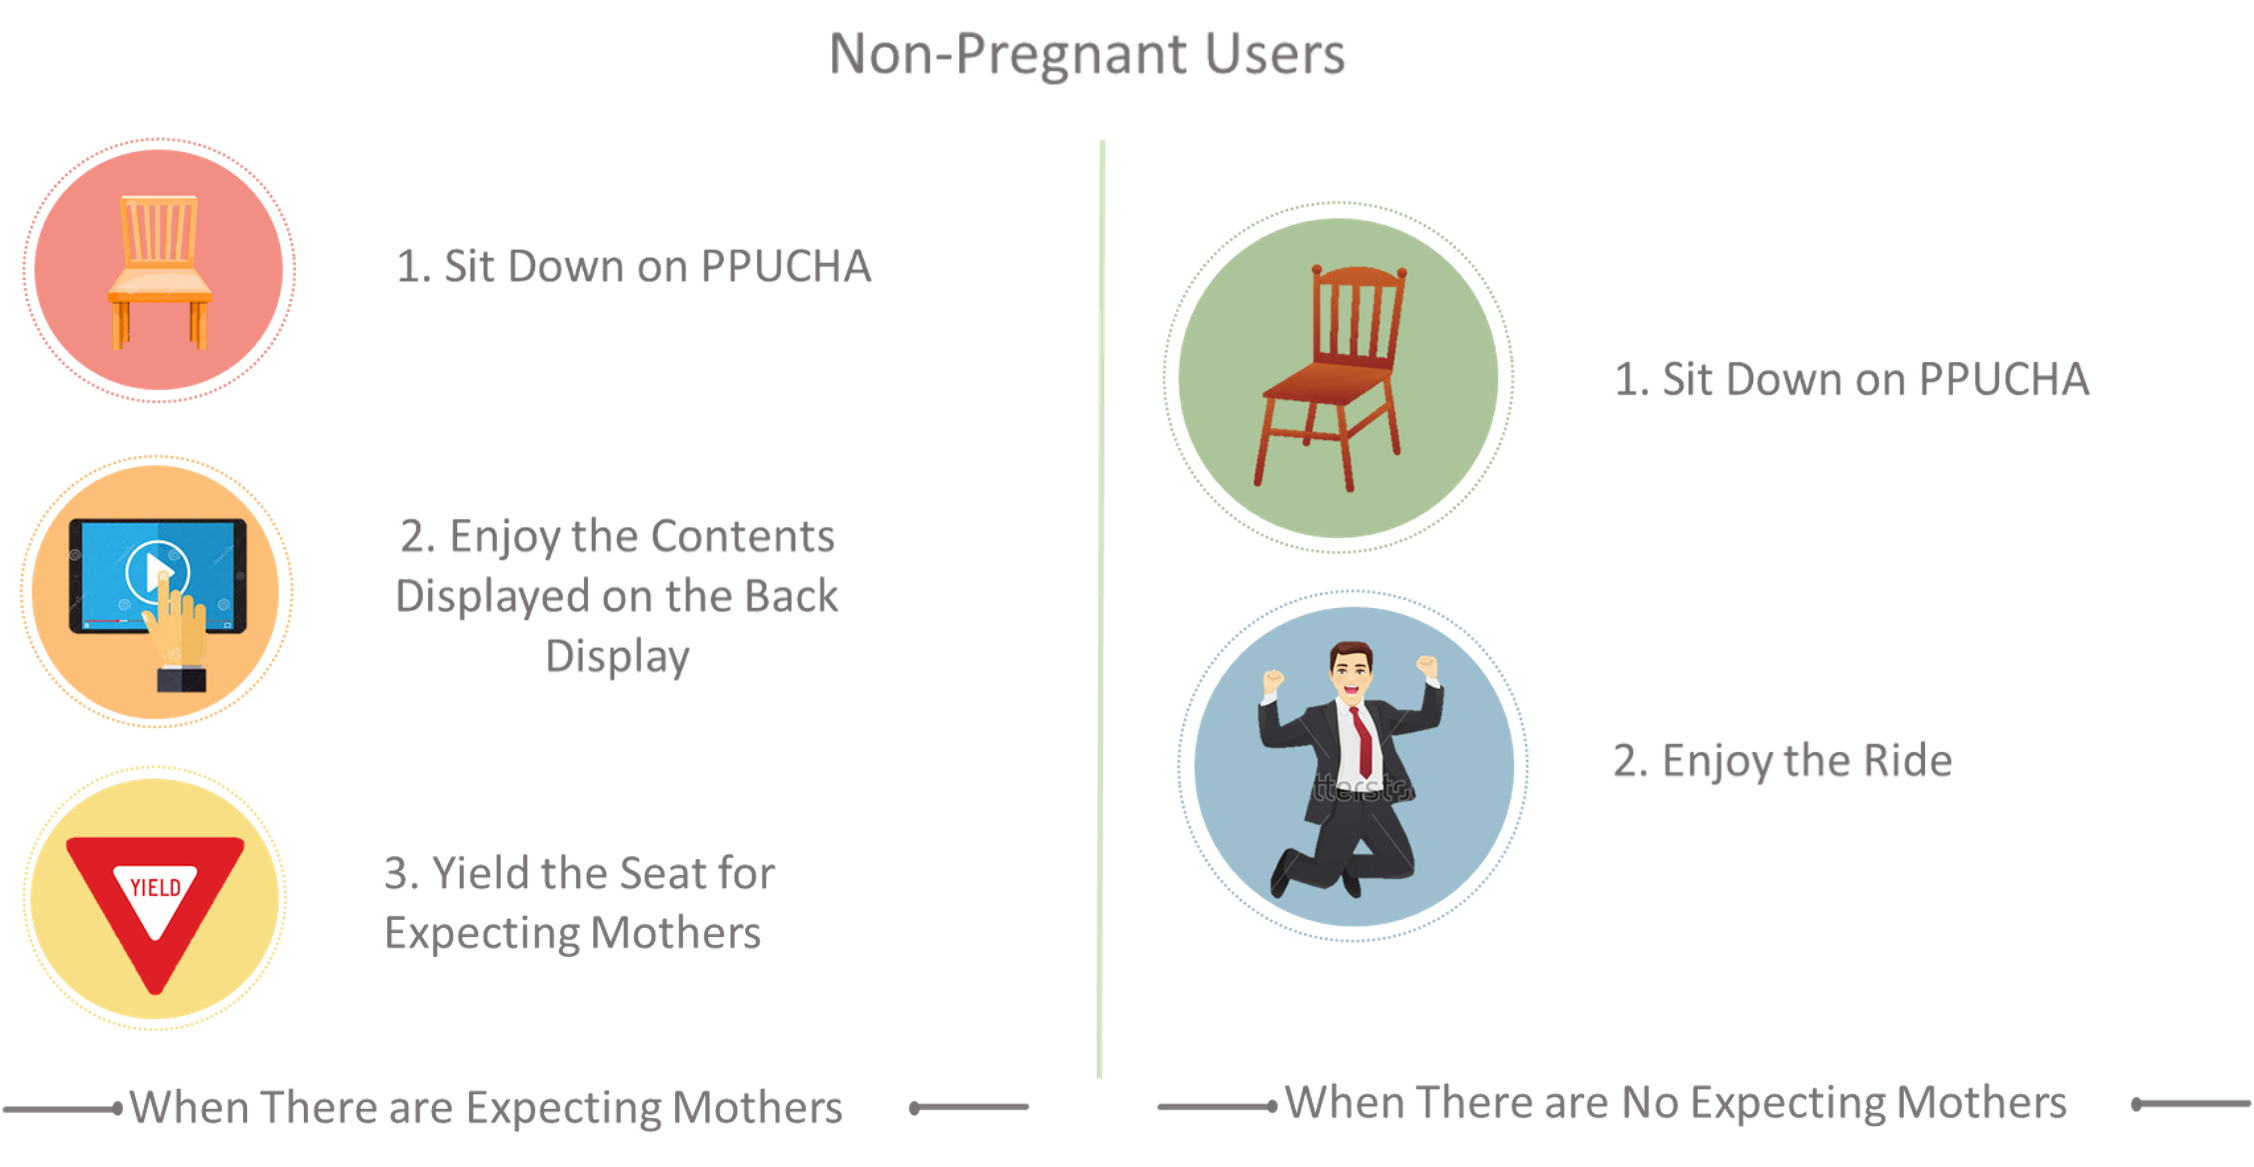 Non-Pregnant Users
1. Sit Down on PPUCHA
2. Enjoy the Contents
Displayed on the Back
Display
YIELD
3. Yield the Seat for
Expecting Mothers
When There are Expecting Mothers
1. Sit Down on PPUCHA
2. Enjoy the Ride
When There are No Expecting Mothers